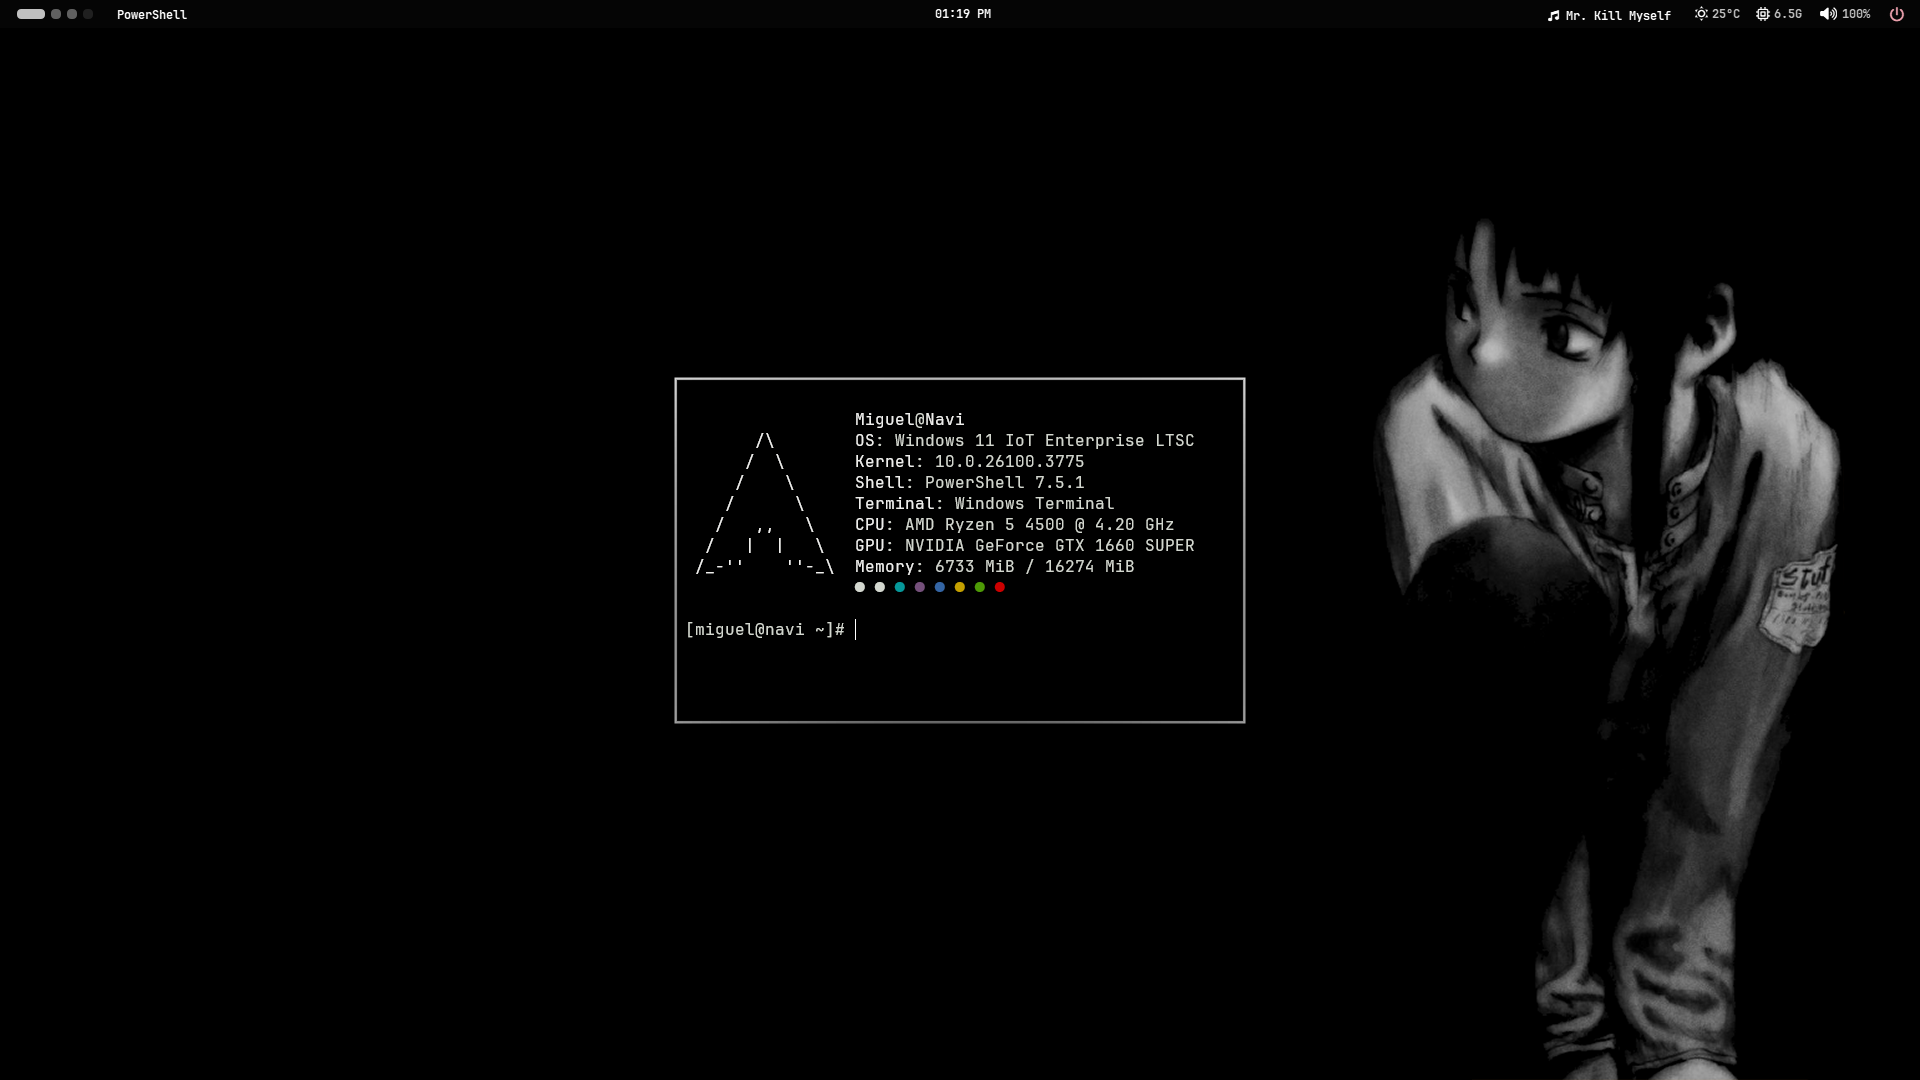 PowerShell
01:19 PM
Mr. Kill Myself
25°C
6.5G
100%
Miguel@Navi
OS: Windows 11 IoT Enterprise LTSC
Kernel: 10.0.26100.3775
Shell: PowerShell 7.5.1
Terminal: Windows Terminal
CPU: AMD Ryzen 5 4500 @ 4.20 GHz
GPU: NVIDIA GeForce GTX 1660 SUPER
Memory: 6733 MiB / 16274 MiB
[miguel@navi ~]#